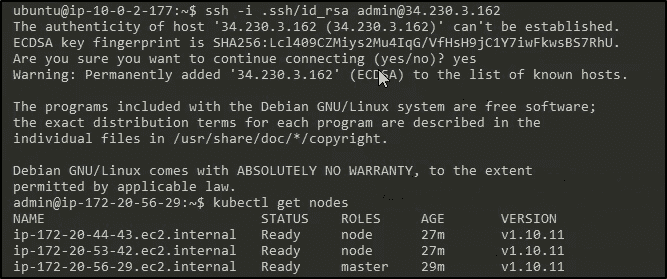 ubuntu@ip-10-0-2-177:~$ ssh -i .ssh/id_rsa admin@34.230.3.162
The authenticity of host '34.230.3.162 (34.230.3.162)' can't be established.
ECDSA key fingerprint is SHA256:Lcl409CZMiys2Mu4IqG/VfHsH9jC1Y7iwFkwsBS7RhU.
Are you sure you want to continue connecting (yes/no)? yes
Warning: Permanently added '34.230.3.162' (ECDSA) to the list of known hosts.
The programs included with the Debian GNU/Linux system are free software;
the exact distribution terms for each program are described in the
individual files in /usr/share/doc/*/copyright.
Debian GNU/Linux comes with ABSOLUTELY NO WARRANTY, to the extent
permitted by applicable law.
admin@ip-172-20-56-29:~$ kubectl get nodes
NAME STATUS ROLES AGE VERSION
ip-172-20-44-43.ec2.internal Ready node 27m v1.10.11
ip-172-20-53-42.ec2.internal Ready node 27m v1.10.11
ip-172-20-56-29.ec2.internal Ready master 29m v1.10.11